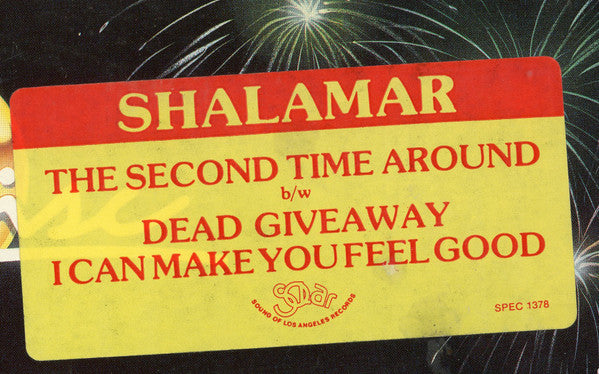 SHALAMAR
THE SECOND TIME AROUND
b/w
DEAD GIVEAWAY
I CAN MAKE YOU FEEL GOOD
Solar
SOUND OF LOS ANGELES RECORDS
SPEC 1378